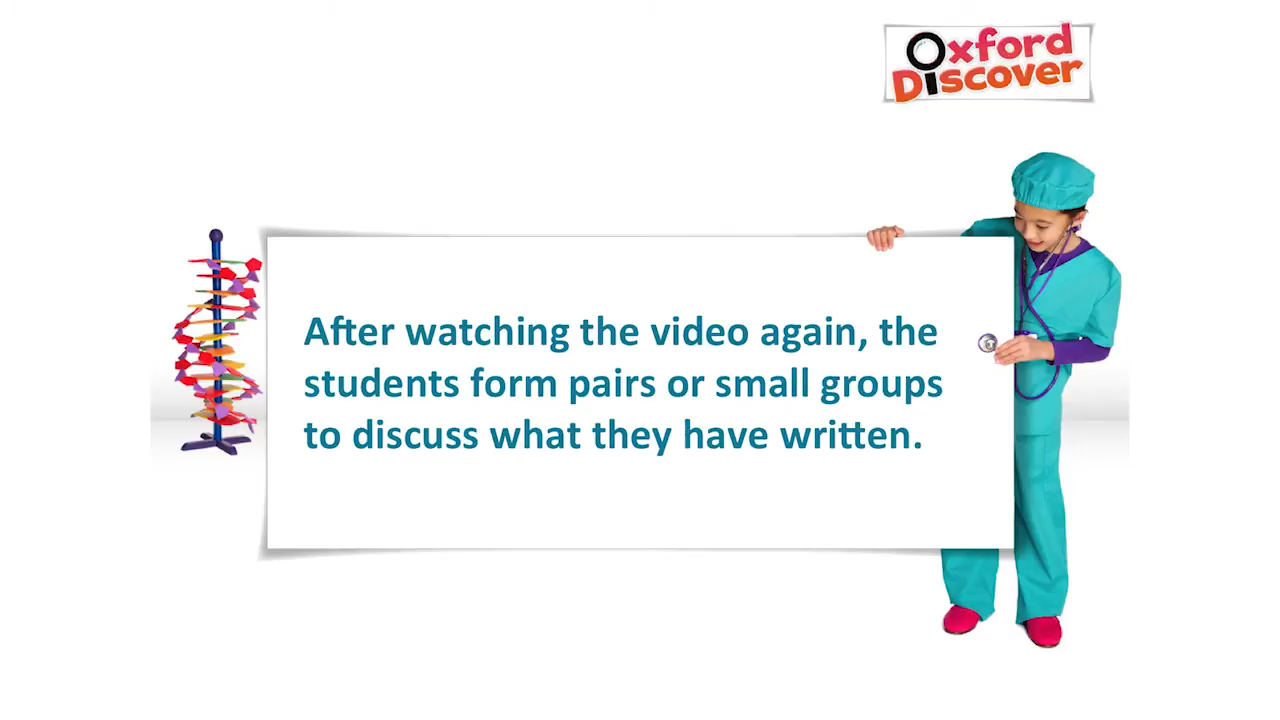 Oxford
Discover
After watching the video again, the
students form pairs or small groups
to discuss what they have written.